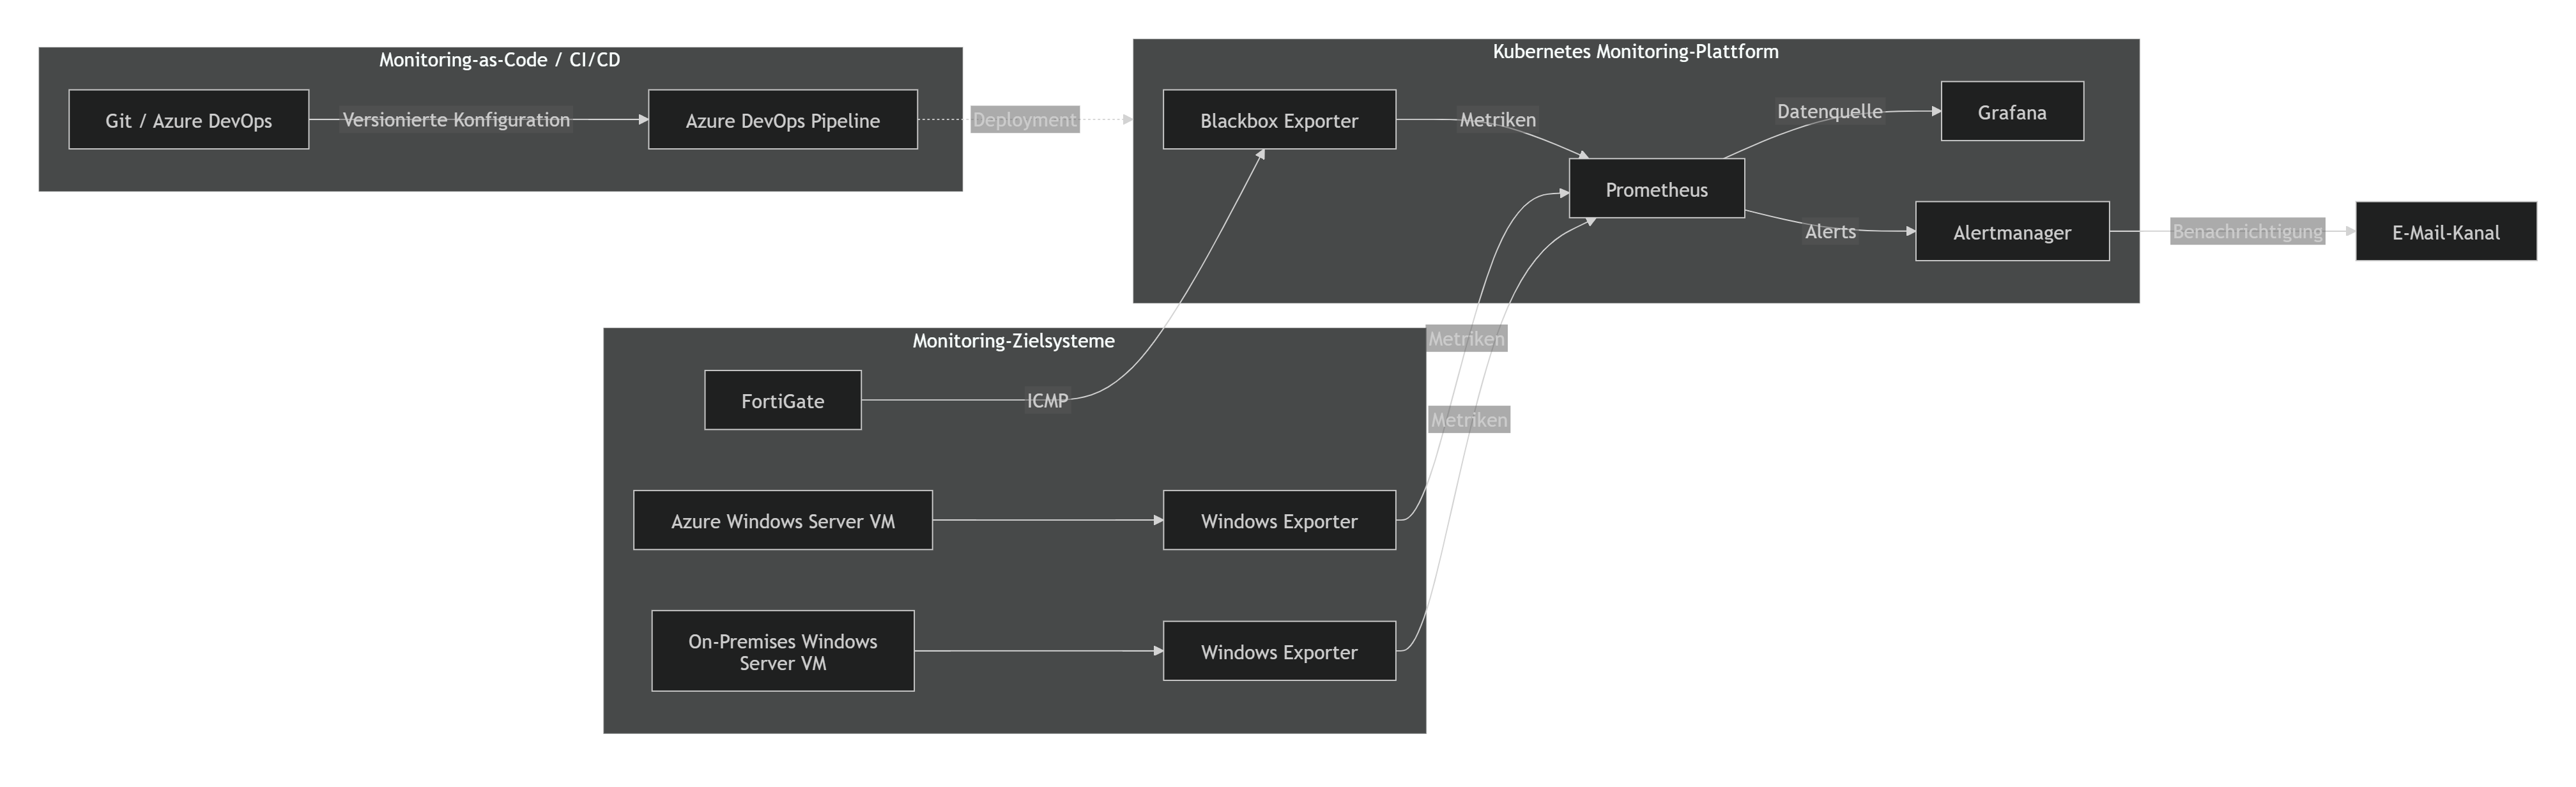 Monitoring-as-Code / CI/CD
Git / Azure DevOps
Versionierte Konfiguration
Azure DevOps Pipeline
Deployment
Kubernetes Monitoring-Plattform
Blackbox Exporter
Metriken
Prometheus
Datenquelle
Grafana
Alerts
Alertmanager
Benachrichtigung
E-Mail-Kanal
Monitoring-Zielsysteme
FortiGate
ICMP
Metriken
Metriken
Azure Windows Server VM
Windows Exporter
On-Premises Windows
Server VM
Windows Exporter